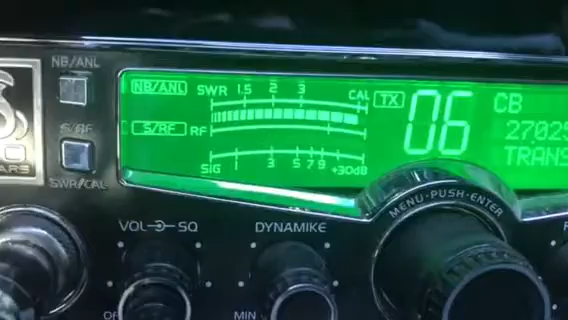 NB/ANL
S/RF
SWR/CAL
NB/ANL
SWR 1.5 2 3 CAL
S/RF RF
SIG 3 5 7 9 +30dB
TX 06 CB
TRANS
MENU·PUSH·ENTER
VOL SQ
DYNAMIKE
MIN